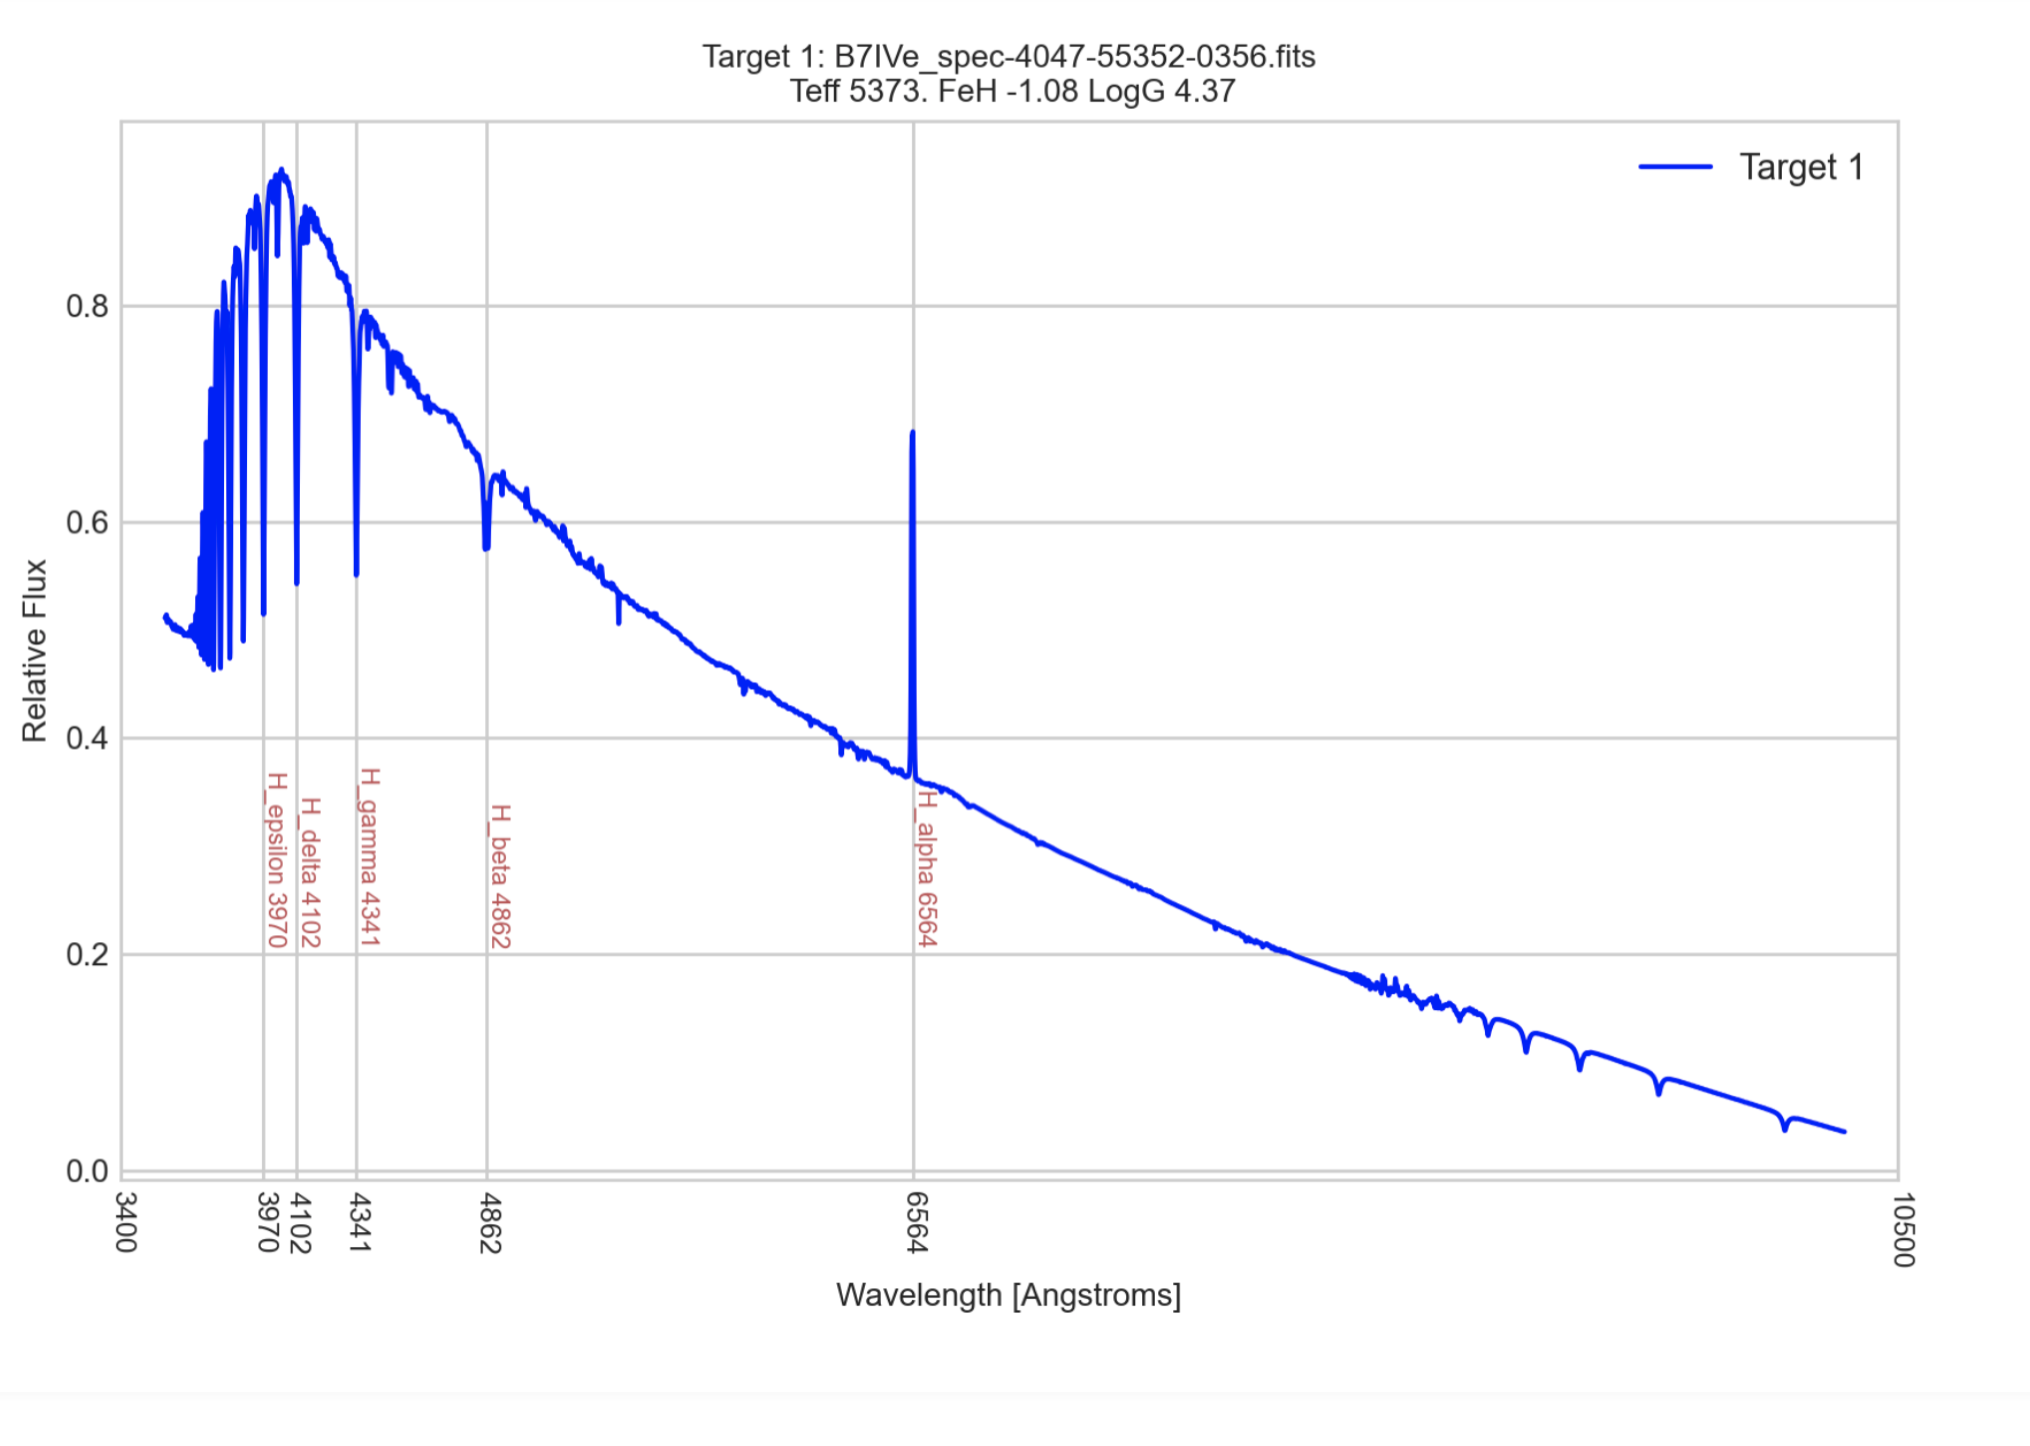 Target 1: B7IVe_spec-4047-55352-0356.fits
Teff 5373. FeH -1.08 LogG 4.37
Target 1
Relative Flux
0.8
0.6
0.4
0.2
0.0
H_epsilon 3970
H_delta 4102
H_gamma 4341
H_beta 4862
H_alpha 6564
3400
3970
4102
4341
4862
6564
10500
Wavelength [Angstroms]